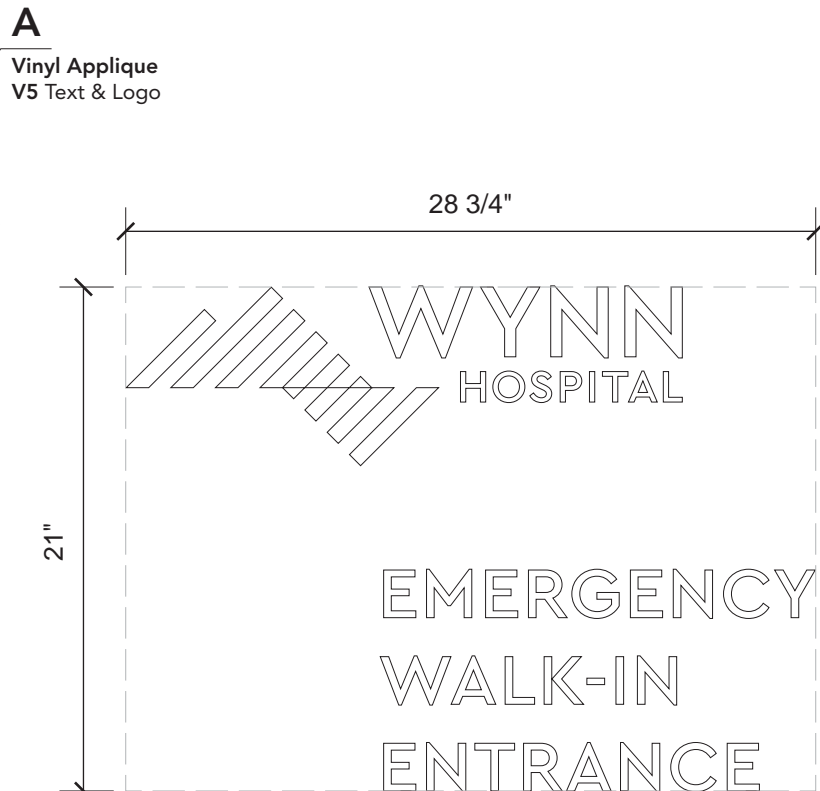 A
Vinyl Applique
V5 Text & Logo
28 3/4"
21"
WYNN
HOSPITAL
EMERGENCY
WALK-IN
ENTRANCE